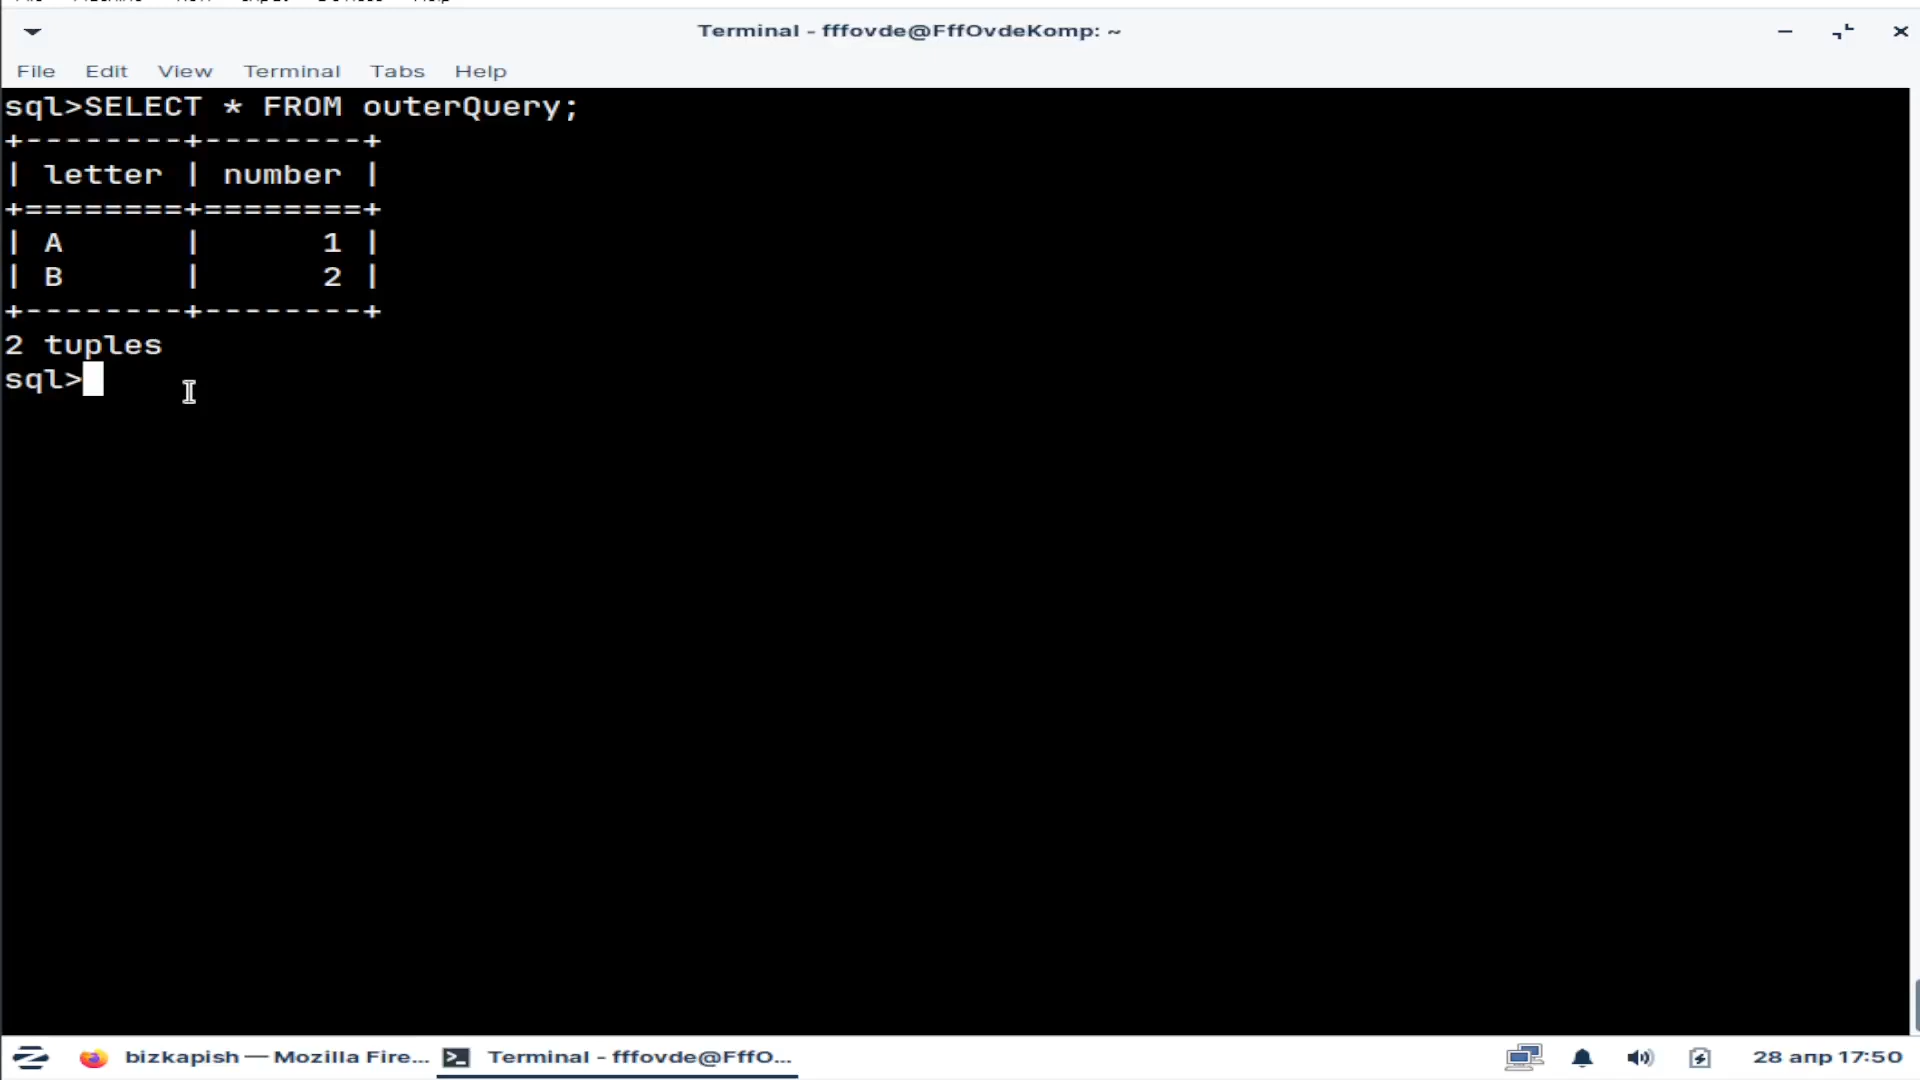 Terminal - fffovde@FffOvdeKomp: ~
File Edit View Terminal Tabs Help
sql>SELECT * FROM outerQuery;
+--------+--------+
| letter | number |
+========+========+
| A      |      1 |
| B      |      2 |
+--------+--------+
2 tuples
sql>
bizkapish — Mozilla Fire... Terminal - fffovde@FffO... 28 апр 17:50